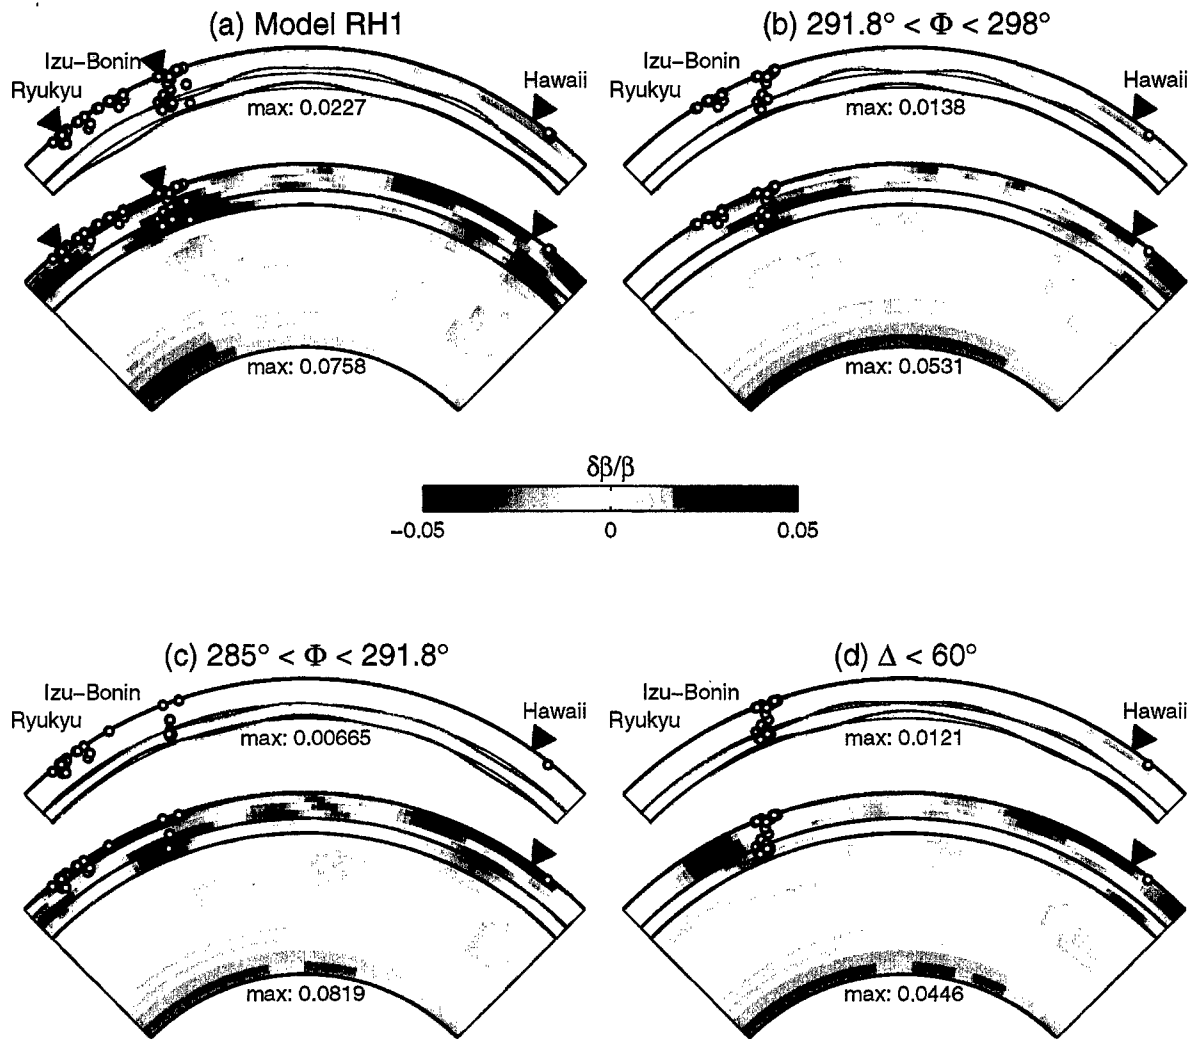 (a) Model RH1
Izu–Bonin
Ryukyu
Hawaii
max: 0.0227
max: 0.0758
(b) 291.8° < Φ < 298°
Izu–Bonin
Ryukyu
Hawaii
max: 0.0138
max: 0.0531
δβ/β
−0.05 0 0.05
(c) 285° < Φ < 291.8°
Izu–Bonin
Ryukyu
Hawaii
max: 0.00665
max: 0.0819
(d) Δ < 60°
Izu–Bonin
Ryukyu
Hawaii
max: 0.0121
max: 0.0446